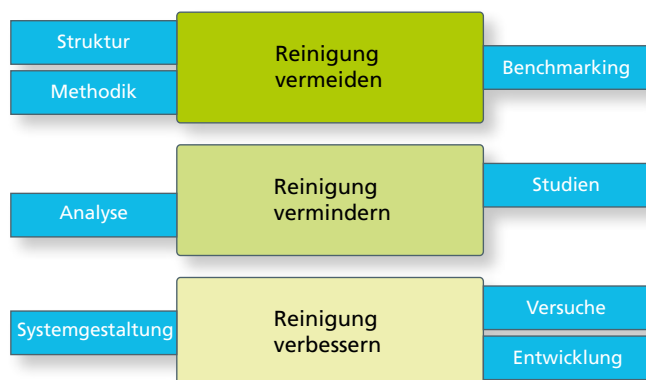 Struktur
Methodik
Reinigung
vermeiden
Benchmarking
Analyse
Reinigung
vermindern
Studien
Systemgestaltung
Reinigung
verbessern
Versuche
Entwicklung